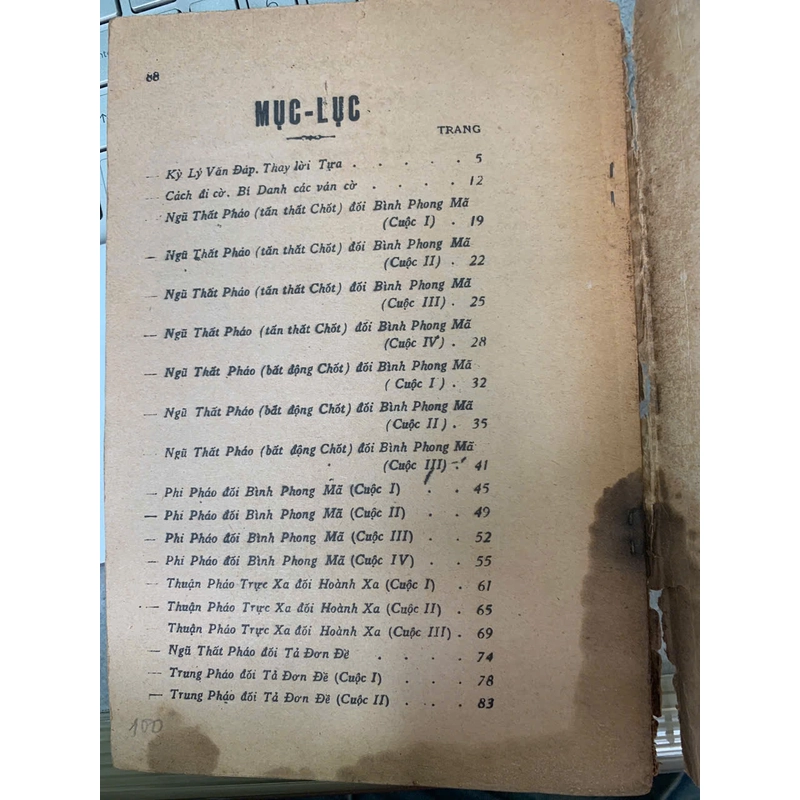 88
MỤC-LỤC
TRANG
— Kỳ Lý Văn Đáp. Thay lời Tựa . . . . . 5
— Cách đi cờ. Bí Danh các ván cờ . . . . 12
— Ngũ Thất Pháo (tấn thất Chốt) đối Bình Phong Mã
(Cuộc I) . 19
— Ngũ Thất Pháo (tấn thất Chốt) đối Bình Phong Mã
(Cuộc II) . 22
— Ngũ Thất Pháo (tấn thất Chốt) đối Bình Phong Mã
(Cuộc III) . 25
— Ngũ Thất Pháo (tấn thất Chốt) đối Bình Phong Mã
(Cuộc IV) . 28
— Ngũ Thất Pháo (bất động Chốt) đối Bình Phong Mã
( Cuộc I ) . 32
— Ngũ Thất Pháo (bất động Chốt) đối Bình Phong Mã
(Cuộc II ) . 35
Ngũ Thất Pháo (bất động Chốt) đối Bình Phong Mã
(Cuộc III) . 41
— Phi Pháo đối Bình Phong Mã (Cuộc I) . . 45
— Phi Pháo đối Bình Phong Mã (Cuộc II) . . 49
— Phi Pháo đối Bình Phong Mã (Cuộc III) . . 52
— Phi Pháo đối Bình Phong Mã (Cuộc IV) . . 55
— Thuận Pháo Trực Xa đối Hoành Xa (Cuộc I) . 61
— Thuận Pháo Trực Xa đối Hoành Xa (Cuộc II) . 65
Thuận Pháo Trực Xa đối Hoành Xa (Cuộc III) . 69
— Ngũ Thất Pháo đối Tả Đơn Đề . . . . 74
— Trung Pháo đối Tả Đơn Đề (Cuộc I) . . . 78
— Trung Pháo đối Tả Đơn Đề (Cuộc II) . . . 83
100